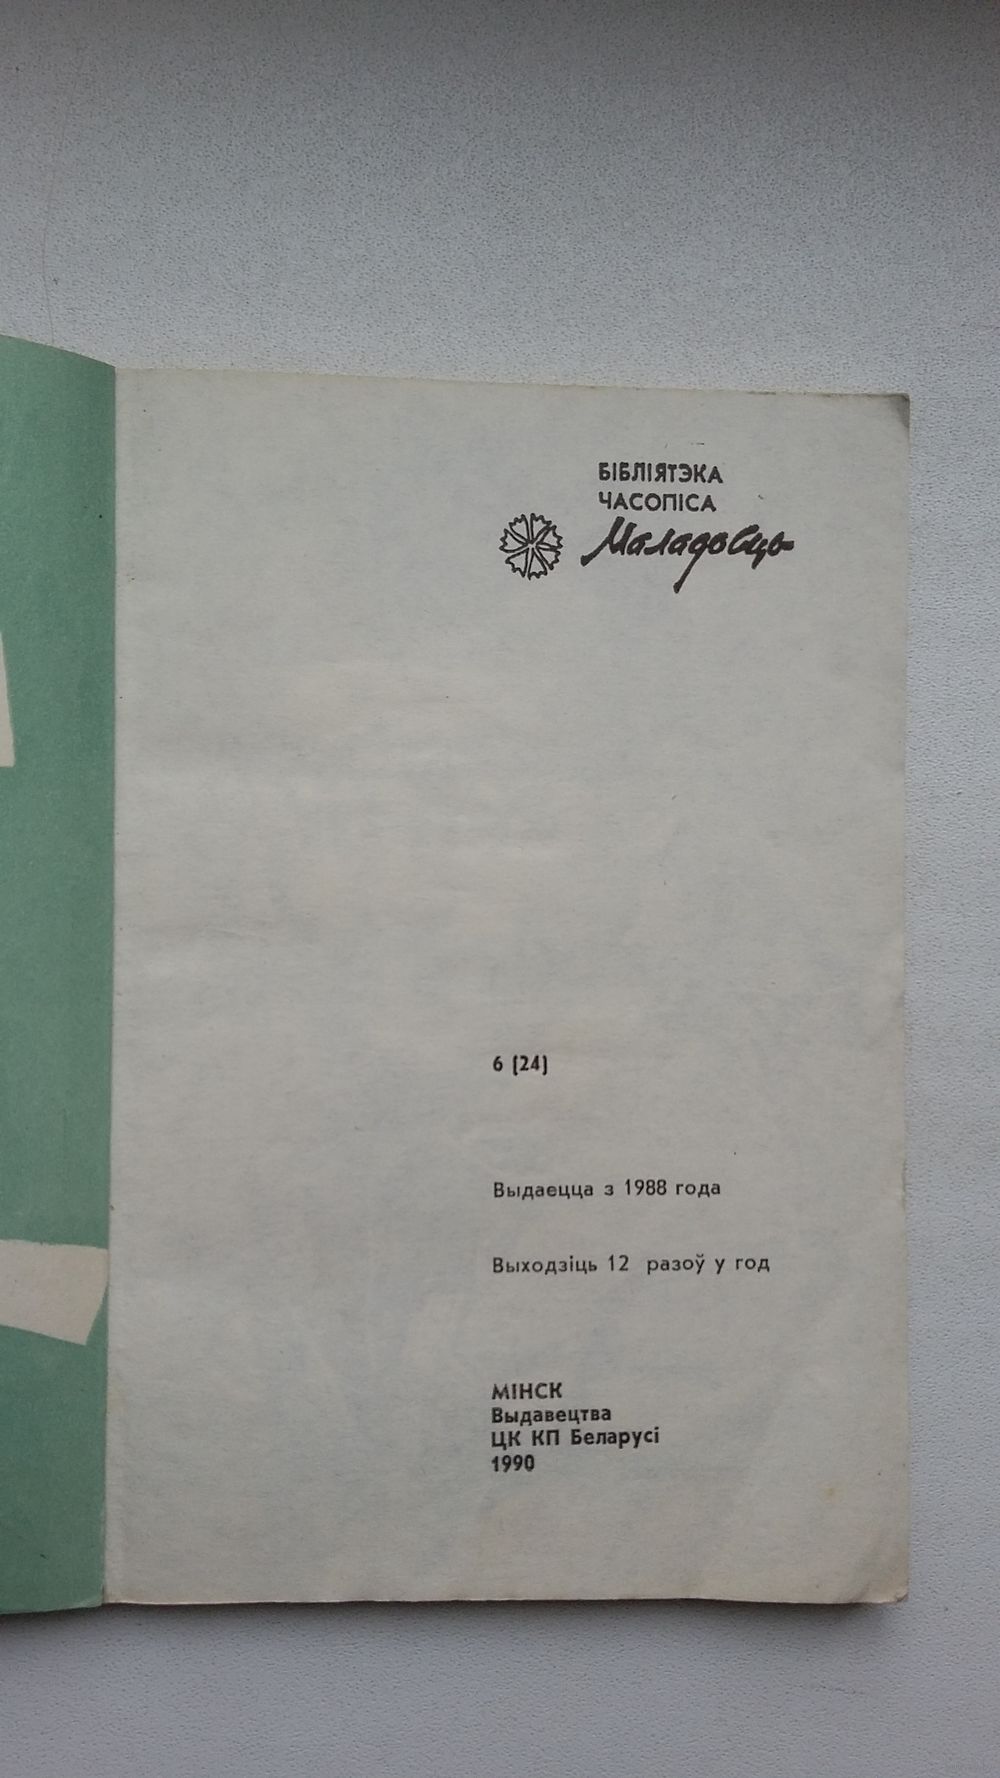 БІБЛІЯТЭКА
ЧАСОПІСА
Маладосць
6 (24)
Выдаецца з 1988 года
Выходзіць 12 разоў у год
МІНСК
Выдавецтва
ЦК КП Беларусі
1990